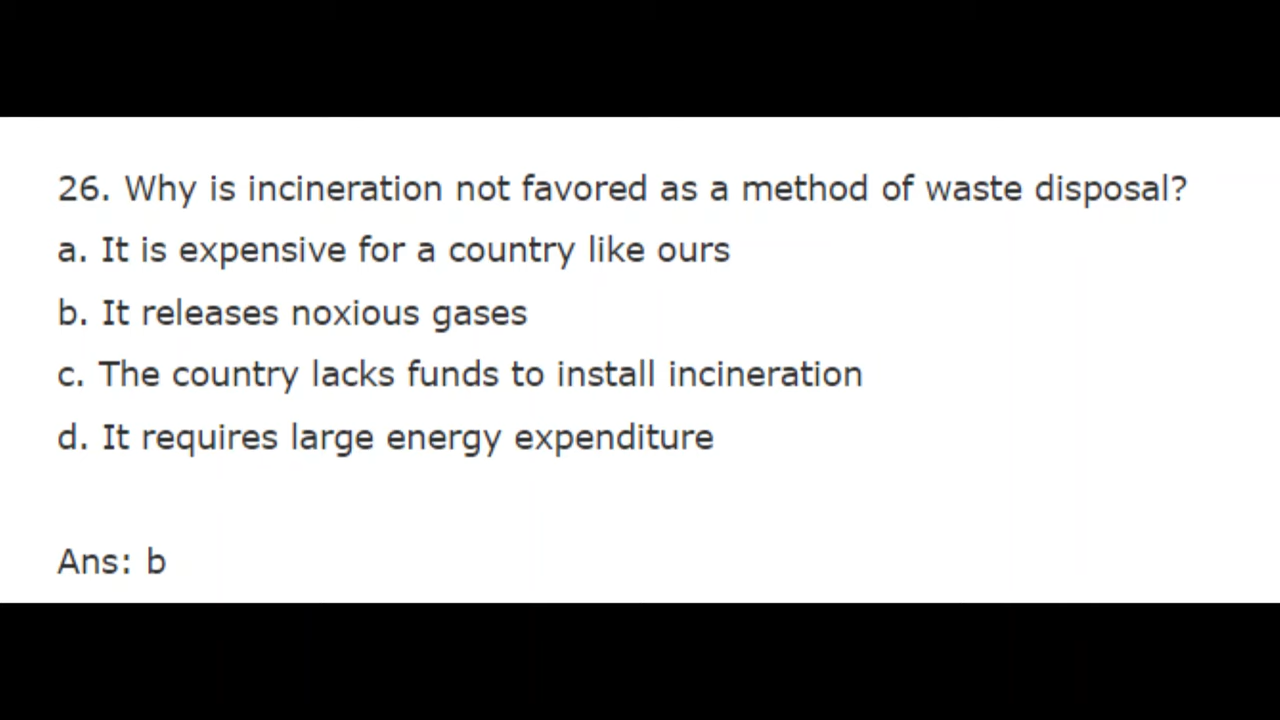 26. Why is incineration not favored as a method of waste disposal?
a. It is expensive for a country like ours
b. It releases noxious gases
c. The country lacks funds to install incineration
d. It requires large energy expenditure
Ans: b